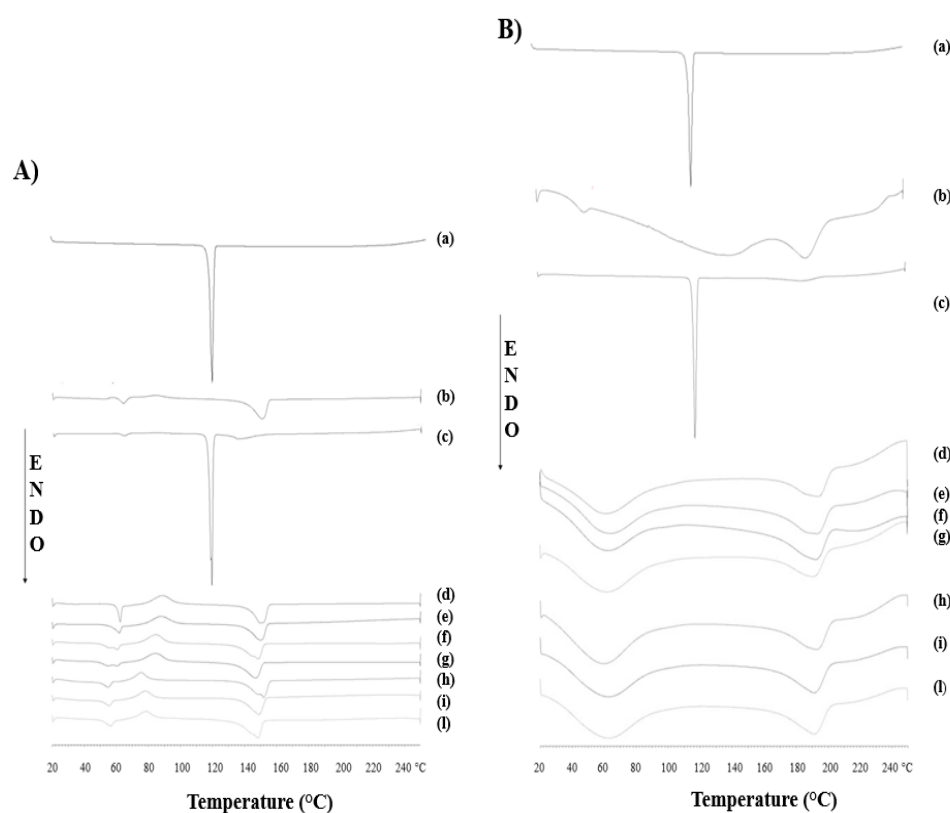 A)
(a)
(b)
(c)
E
N
D
O
(d)
(e)
(f)
(g)
(h)
(i)
(l)
20 40 60 80 100 120 140 160 180 200 220 240 °C
Temperature (°C)
B)
(a)
(b)
(c)
E
N
D
O
(d)
(e)
(f)
(g)
(h)
(i)
(l)
20 40 60 80 100 120 140 160 180 200 220 240 °C
Temperature (°C)